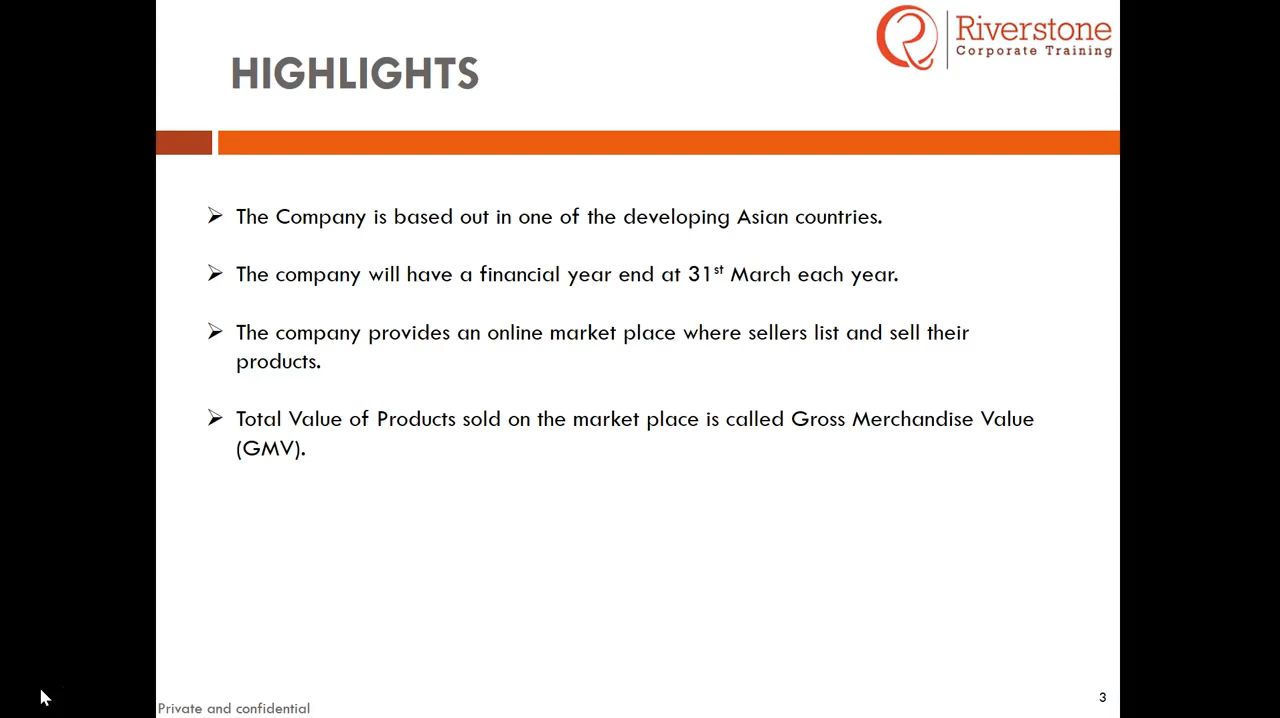 HIGHLIGHTS
Riverstone
Corporate Training
➢ The Company is based out in one of the developing Asian countries.
➢ The company will have a financial year end at 31st March each year.
➢ The company provides an online market place where sellers list and sell their
products.
➢ Total Value of Products sold on the market place is called Gross Merchandise Value
(GMV).
Private and confidential
3